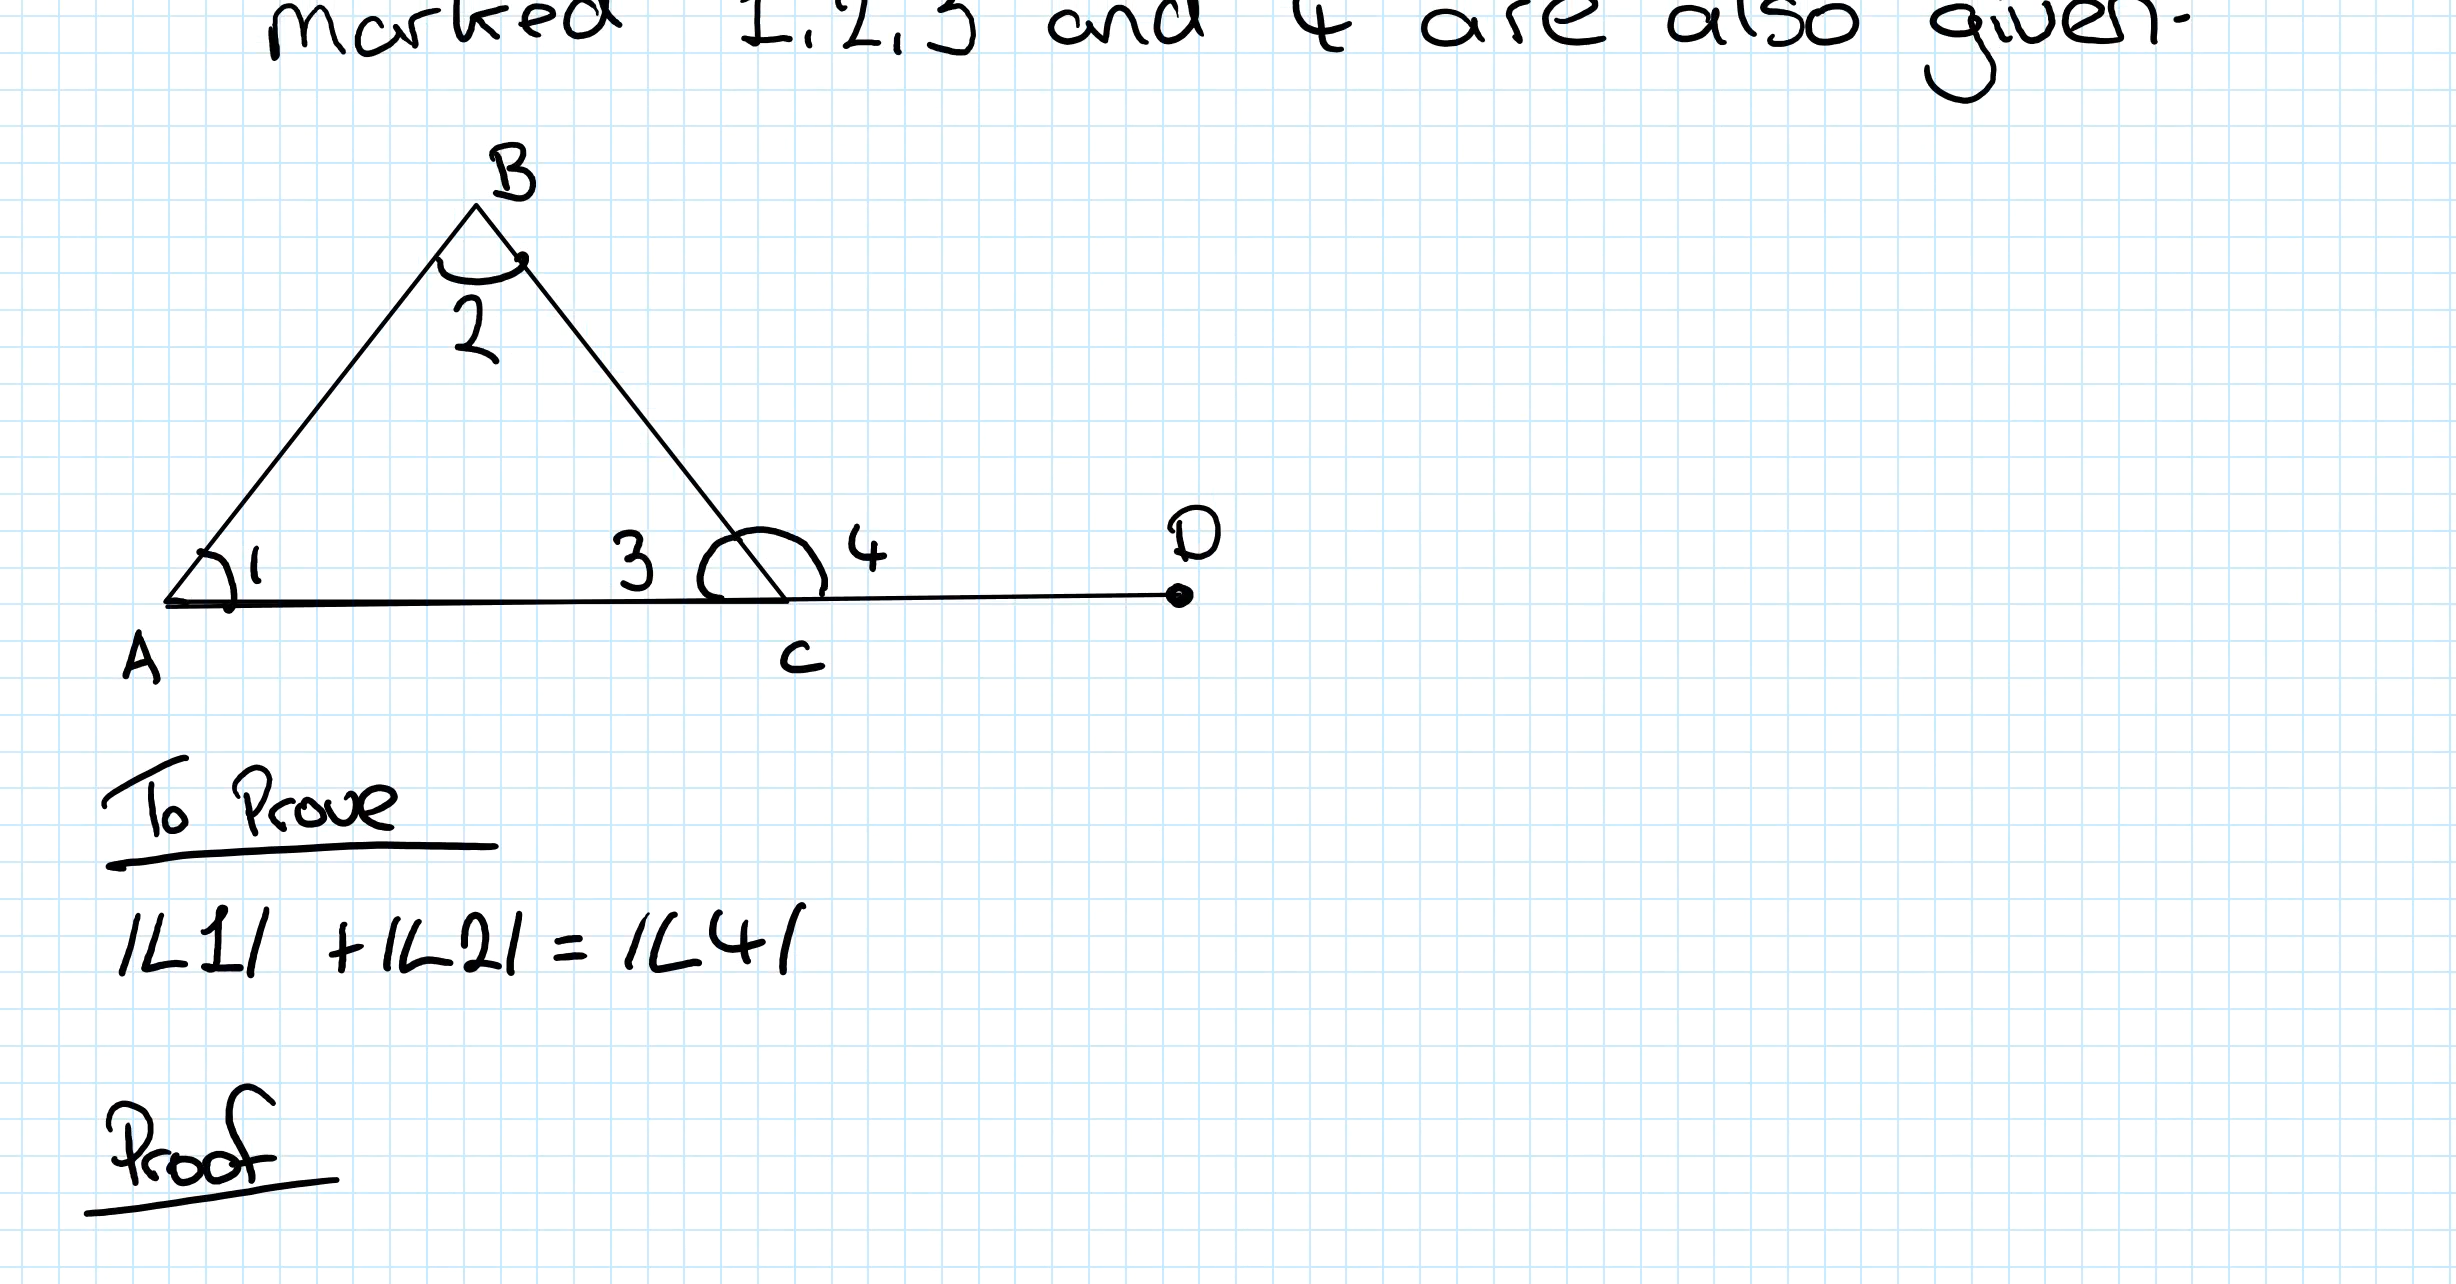 marked 1,2,3 and 4 are also given.
B
2
1
3
4
D
A
C
To Prove
|∠1| + |∠2| = |∠4|
Proof